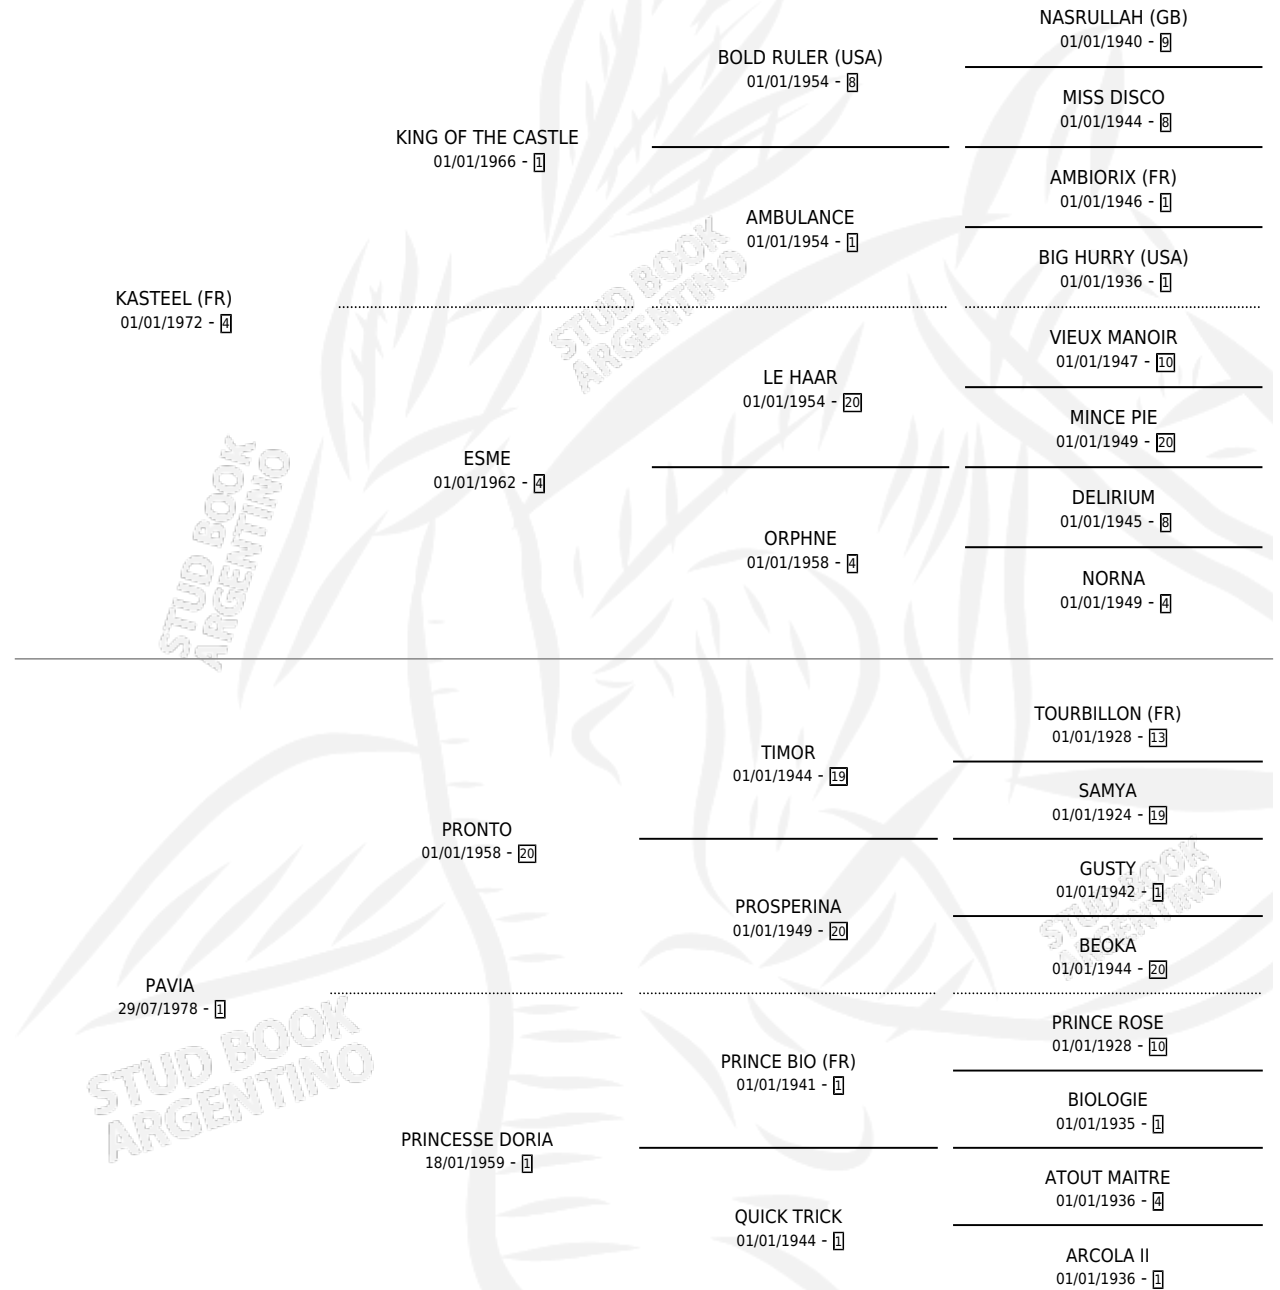 NASRULLAH (GB)
01/01/1940 - 9
BOLD RULER (USA)
01/01/1954 - 8
MISS DISCO
01/01/1944 - 8
KING OF THE CASTLE
01/01/1966 - 1
AMBIORIX (FR)
01/01/1946 - 1
AMBULANCE
01/01/1954 - 1
BIG HURRY (USA)
01/01/1936 - 1
KASTEEL (FR)
01/01/1972 - 4
VIEUX MANOIR
01/01/1947 - 10
LE HAAR
01/01/1954 - 20
MINCE PIE
01/01/1949 - 20
ESME
01/01/1962 - 4
DELIRIUM
01/01/1945 - 8
ORPHNE
01/01/1958 - 4
NORNA
01/01/1949 - 4
STUD BOOK
ARGENTINO
STUD BOOK
ARGENTINO
TOURBILLON (FR)
01/01/1928 - 13
TIMOR
01/01/1944 - 19
SAMYA
01/01/1924 - 19
PRONTO
01/01/1958 - 20
GUSTY
01/01/1942 - 1
PROSPERINA
01/01/1949 - 20
BEOKA
01/01/1944 - 20
PAVIA
29/07/1978 - 1
PRINCE ROSE
01/01/1928 - 10
PRINCE BIO (FR)
01/01/1941 - 1
BIOLOGIE
01/01/1935 - 1
PRINCESSE DORIA
18/01/1959 - 1
ATOUT MAITRE
01/01/1936 - 4
QUICK TRICK
01/01/1944 - 1
ARCOLA II
01/01/1936 - 1
STUD BOOK
ARGENTINO
STUD BOOK
ARGENTINO